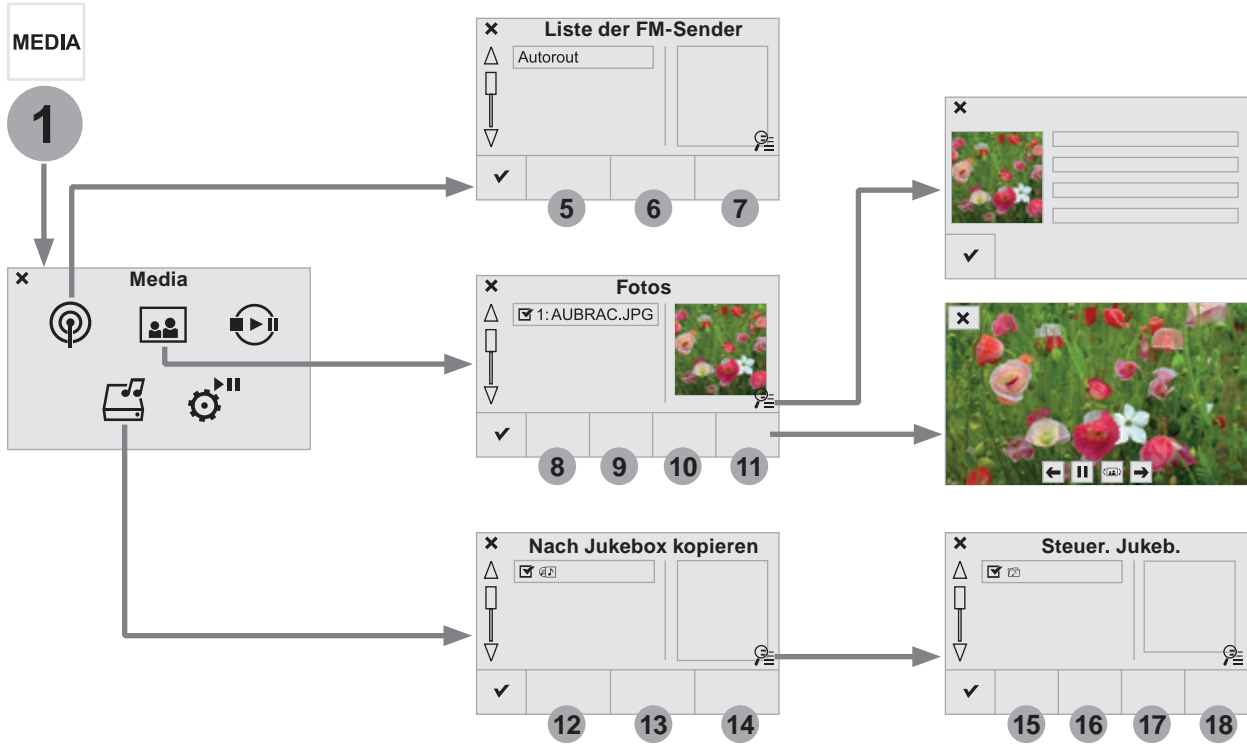 MEDIA
1
Media
Liste der FM-Sender
Autorout
5 6 7
Fotos
1: AUBRAC.JPG
8 9 10 11
Nach Jukebox kopieren
12 13 14
Steuer. Jukeb.
15 16 17 18